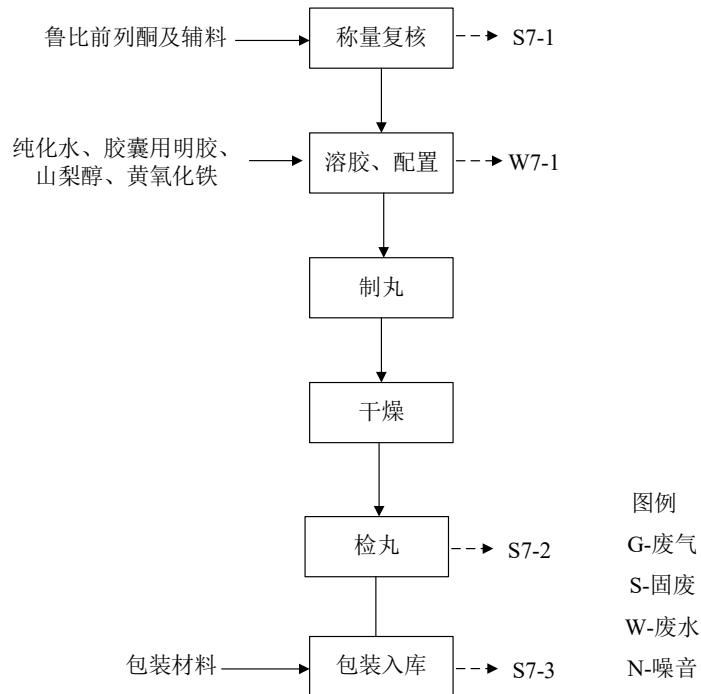 鲁比前列酮及辅料
称量复核
S7-1
纯化水、胶囊用明胶、
山梨醇、黄氧化铁
溶胶、配置
W7-1
制丸
干燥
检丸
S7-2
包装材料
包装入库
S7-3
图例
G-废气
S-固废
W-废水
N-噪音